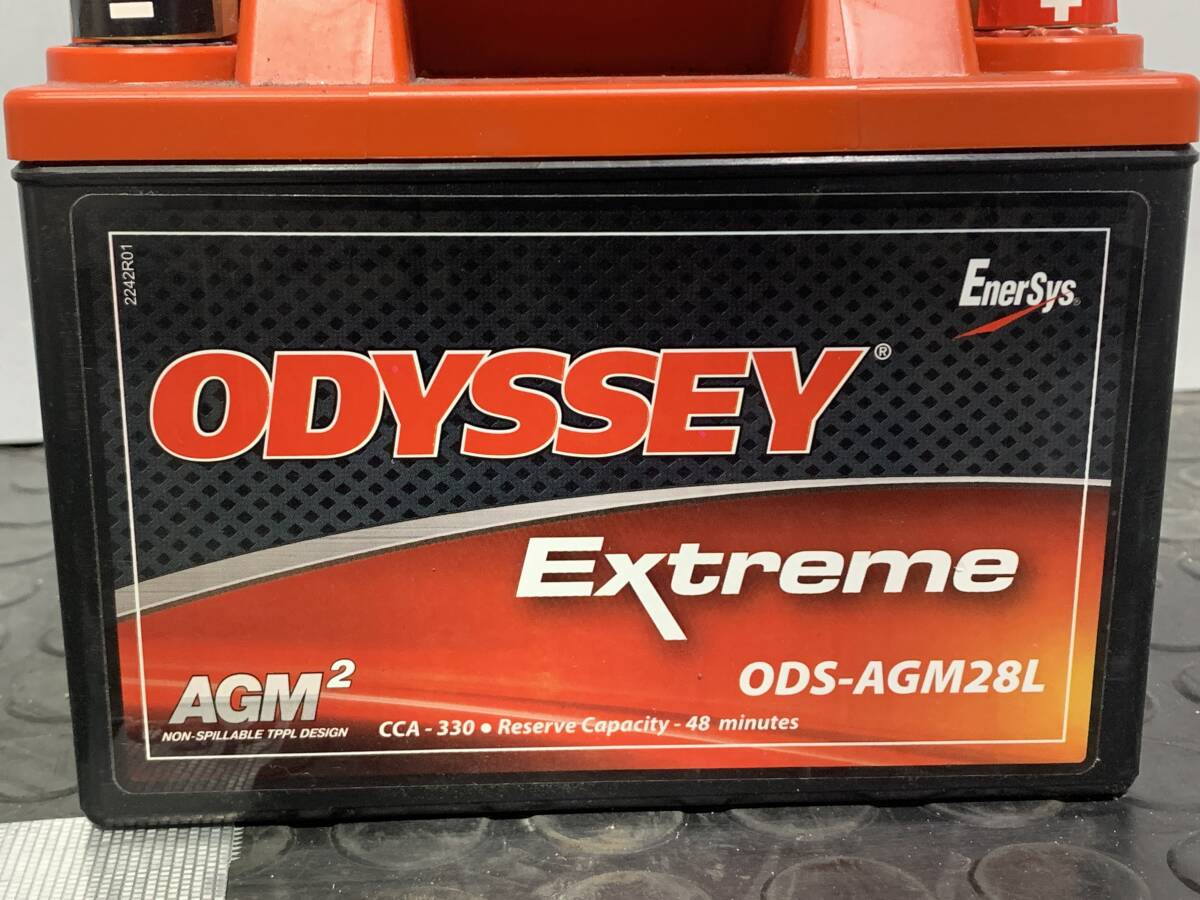 2242R01
EnerSys®
ODYSSEY®
Extreme
ODS-AGM28L
AGM²
NON-SPILLABLE TPPL DESIGN
CCA - 330 • Reserve Capacity - 48 minutes